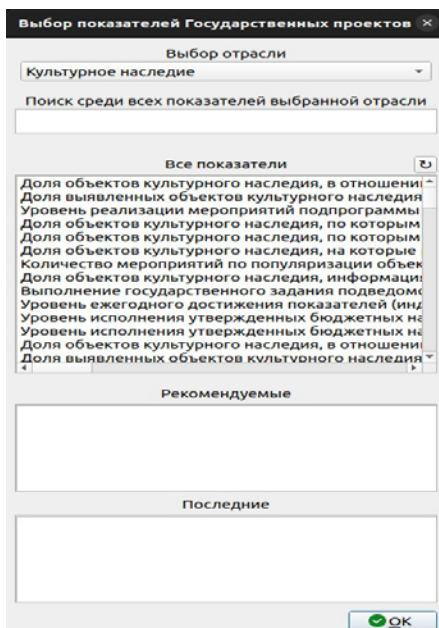 Выбор показателей Государственных проектов
Выбор отрасли
Культурное наследие
Поиск среди всех показателей выбранной отрасли
Все показатели
Доля объектов культурного наследия, в отношени
Доля выявленных объектов культурного наследия
Уровень реализации мероприятий подпрограммы
Доля объектов культурного наследия, по которым
Доля объектов культурного наследия, по которым
Доля объектов культурного наследия, на которые
Количество мероприятий по популяризации объек
Доля объектов культурного наследия, информаци
Выполнение государственного задания подведомс
Уровень ежегодного достижения показателей (инд
Уровень исполнения утвержденных бюджетных на
Уровень исполнения утвержденных бюджетных на
Доля объектов культурного наследия, в отношени
Доля выявленных объектов культурного наследия
Рекомендуемые
Последние
OK